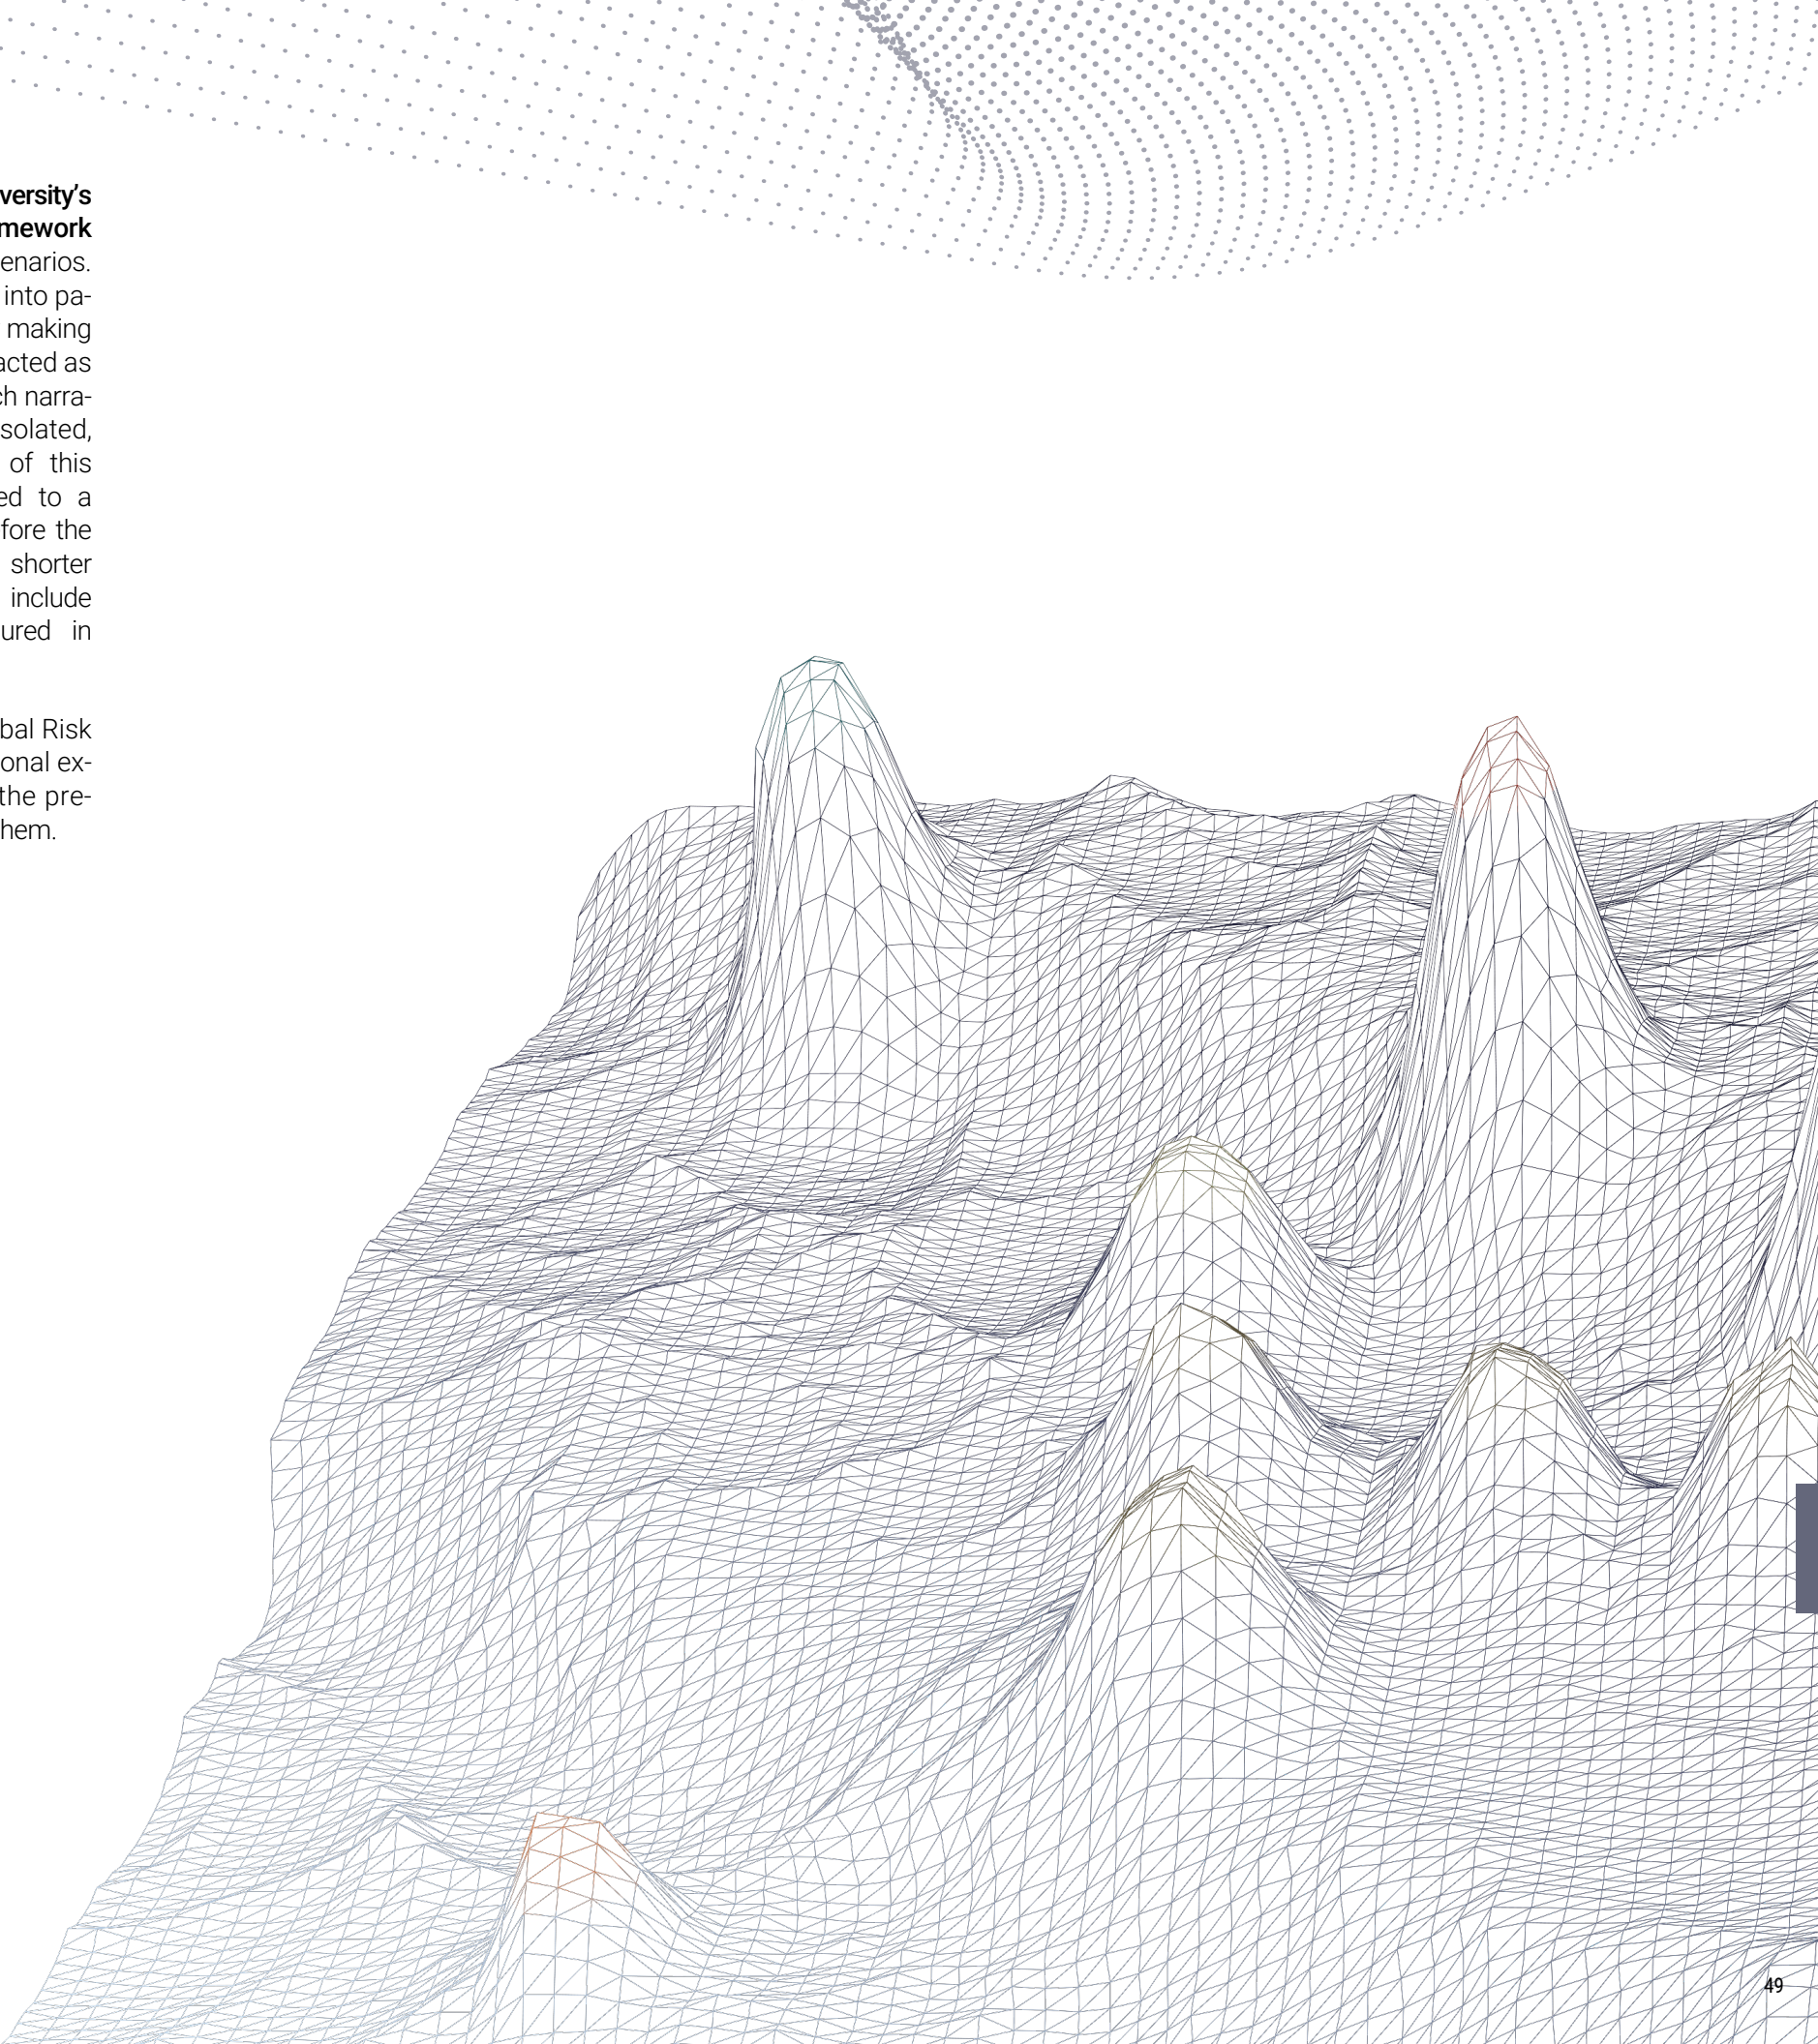 versity's
mework
enarios.
into pa-
making
acted as
ch narra-
solated,
of this
ed to a
fore the
shorter
include
ured in
bal Risk
onal ex-
the pre-
hem.
49